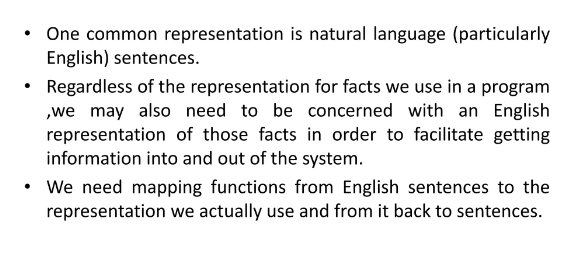 • One common representation is natural language (particularly
English) sentences.
• Regardless of the representation for facts we use in a program
,we may also need to be concerned with an English
representation of those facts in order to facilitate getting
information into and out of the system.
• We need mapping functions from English sentences to the
representation we actually use and from it back to sentences.